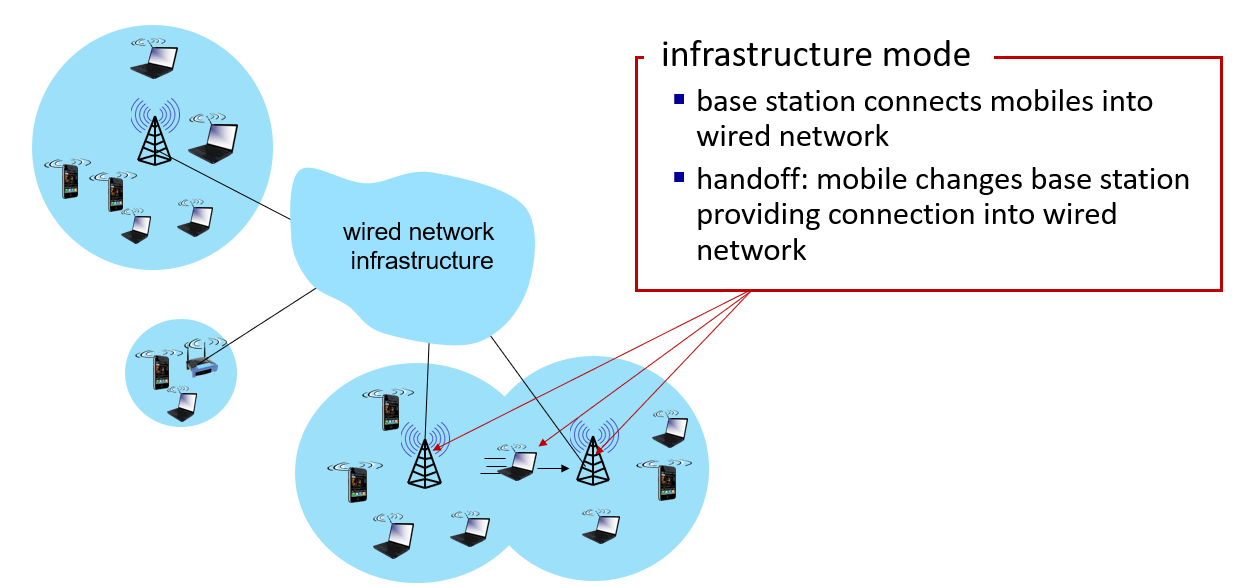 infrastructure mode
▪ base station connects mobiles into
wired network
▪ handoff: mobile changes base station
providing connection into wired
network
wired network
infrastructure